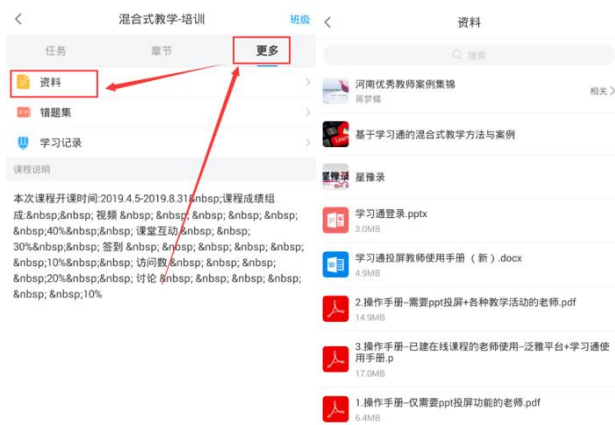 混合式教学-培训
班级
任务
章节
更多
资料
错题集
学习记录
课程说明
本次课程开课时间:2019.4.5-2019.8.31&nbsp;课程成绩组
成:&nbsp;&nbsp; 视频 &nbsp; &nbsp; &nbsp; &nbsp; &nbsp;
&nbsp;40%&nbsp;&nbsp; 课堂互动 &nbsp; &nbsp;
30%&nbsp;&nbsp; 签到 &nbsp; &nbsp; &nbsp; &nbsp; &nbsp;
&nbsp;10%&nbsp;&nbsp; 访问数 &nbsp; &nbsp; &nbsp;
&nbsp;20%&nbsp;&nbsp; 讨论 &nbsp; &nbsp; &nbsp; &nbsp;
&nbsp; &nbsp;10%
资料
搜索
河南优秀教师案例集锦
蒋梦蝶
相关
基于学习通的混合式教学方法与案例
星豫录
星豫录
学习通登录.pptx
3.0MB
学习通投屏教师使用手册（新）.docx
4.9MB
2.操作手册–需要ppt投屏+各种教学活动的老师.pdf
14.9MB
3.操作手册–已建在线课程的老师使用–泛雅平台+学习通使
用手册.p
17.0MB
1.操作手册–仅需要ppt投屏功能的老师.pdf
6.4MB